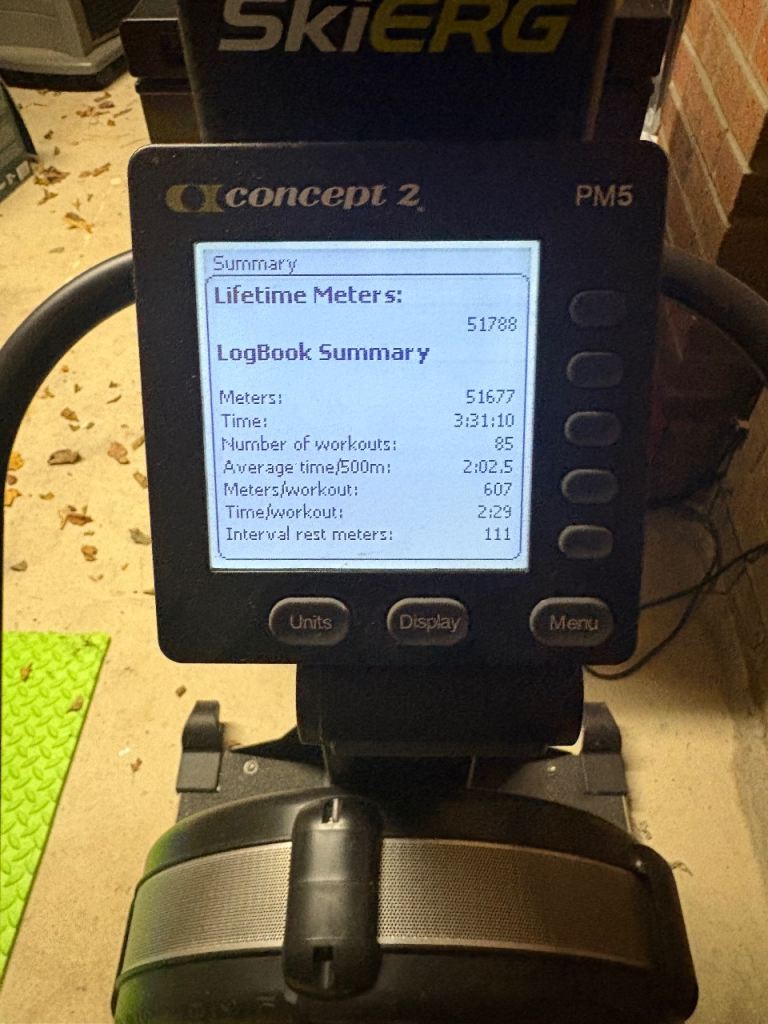 SkiERG
concept 2
PM5
Summary
Lifetime Meters:
51788
LogBook Summary
Meters: 51677
Time: 3:31:10
Number of workouts: 85
Average time/500m: 2:02.5
Meters/workout: 607
Time/workout: 2:29
Interval rest meters: 111
Units Display Menu